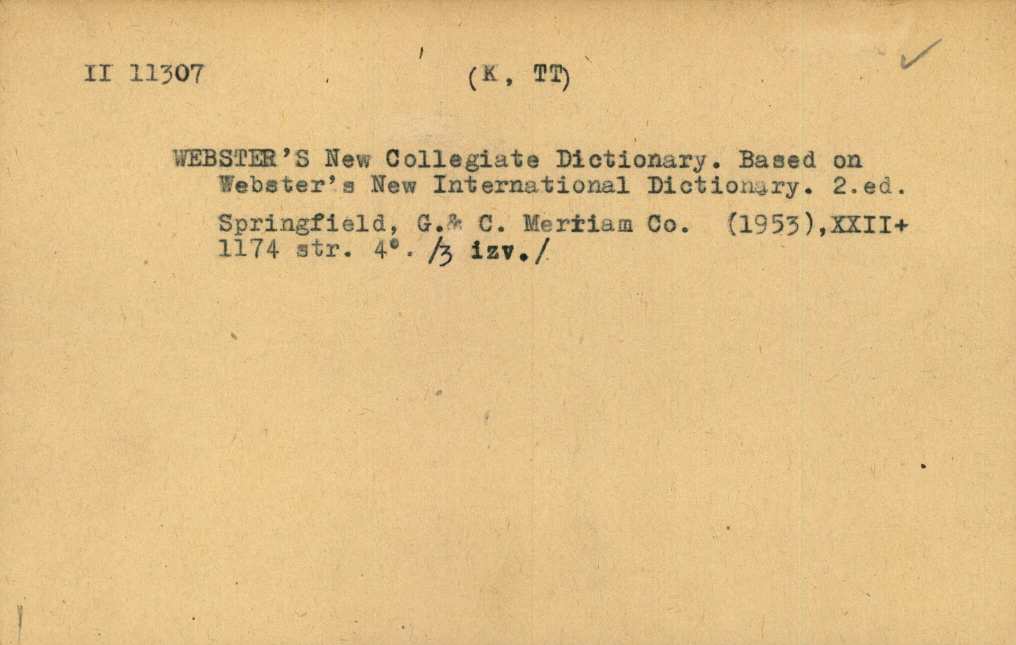 II 11307 (K, TT)
WEBSTER'S New Collegiate Dictionary. Based on
Webster's New International Dictionary. 2.ed.
Springfield, G.& C. Merriam Co. (1953),XXII+
1174 str. 4°. /3 izv./